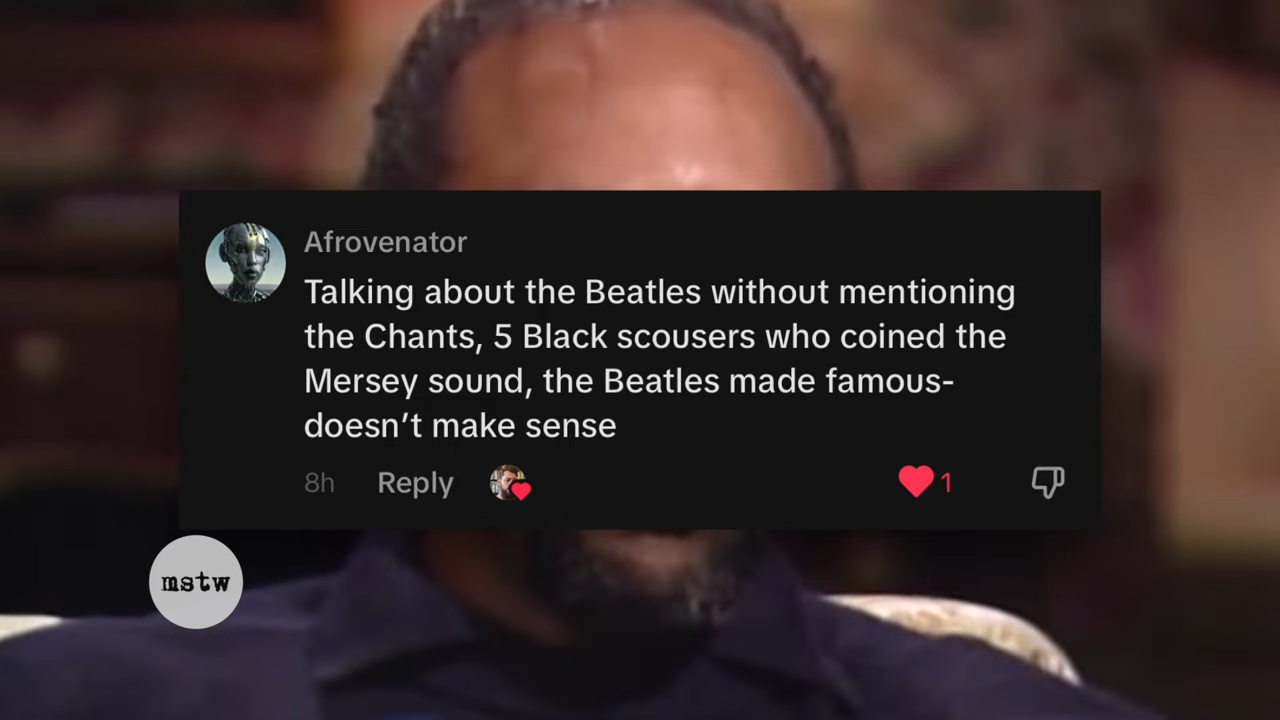 Afrovenator
Talking about the Beatles without mentioning
the Chants, 5 Black scousers who coined the
Mersey sound, the Beatles made famous-
doesn’t make sense
8h Reply 1
mstw